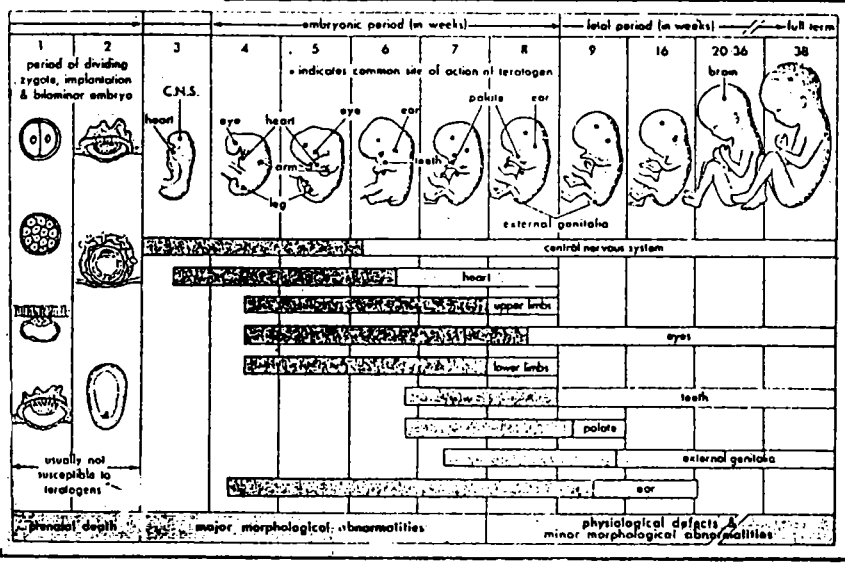 embryonic period (in weeks)
fetal period (in weeks)
full term
1 2 3 4 5 6 7 8 9 16 20-36 38
period of dividing
zygote, implantation
& bilaminar embryo
• indicates common site of action of teratogen
C.N.S.
heart
eye
heart
eye
ear
palate
ear
brain
arm
teeth
leg
external genitalia
central nervous system
heart
upper limbs
eyes
lower limbs
teeth
palate
external genitalia
ear
usually not
susceptible to
teratogens
prenatal death
major morphological abnormalities
physiological defects &
minor morphological abnormalities